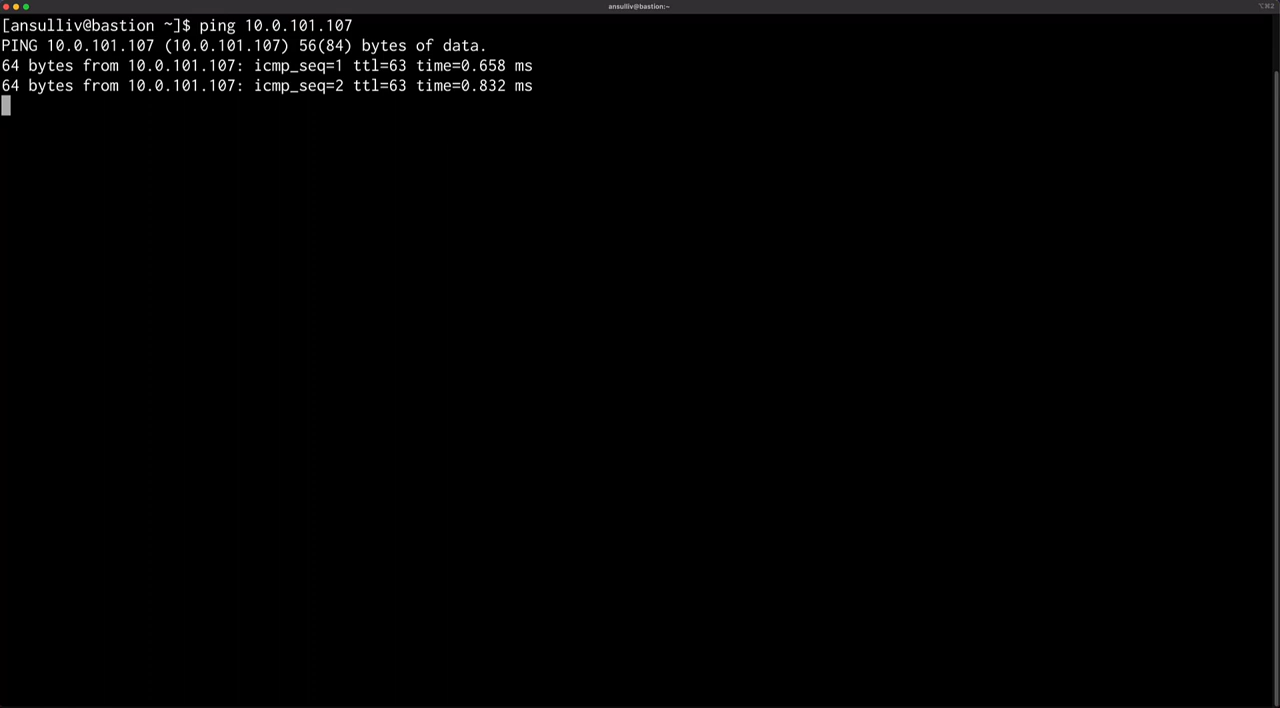 ansulliv@bastion:~
⌥⌘2
[ansulliv@bastion ~]$ ping 10.0.101.107
PING 10.0.101.107 (10.0.101.107) 56(84) bytes of data.
64 bytes from 10.0.101.107: icmp_seq=1 ttl=63 time=0.658 ms
64 bytes from 10.0.101.107: icmp_seq=2 ttl=63 time=0.832 ms